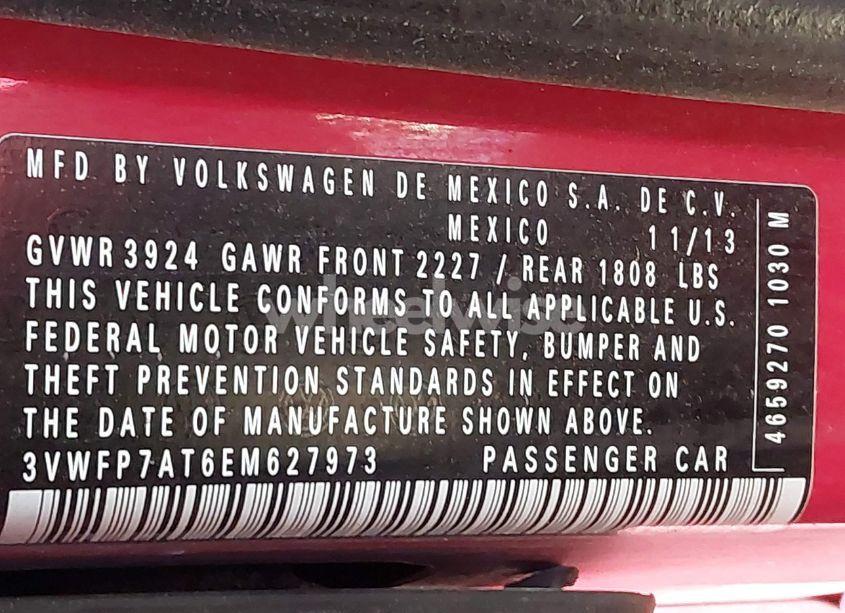 MFD BY VOLKSWAGEN DE MEXICO S.A. DE C.V.
MEXICO 11/13
GVWR 3924 GAWR FRONT 2227 / REAR 1808 LBS
THIS VEHICLE CONFORMS TO ALL APPLICABLE U.S.
FEDERAL MOTOR VEHICLE SAFETY, BUMPER AND
THEFT PREVENTION STANDARDS IN EFFECT ON
THE DATE OF MANUFACTURE SHOWN ABOVE.
3VWFP7AT6EM627973 PASSENGER CAR
4659270 1030 M
wheelwise